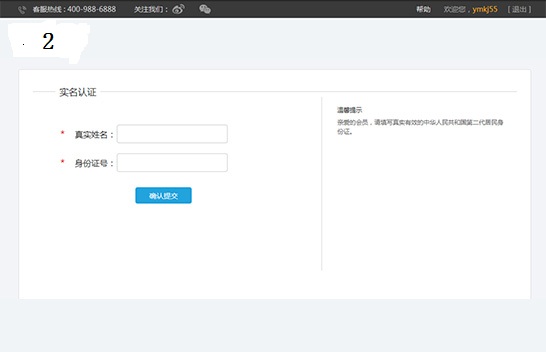 客服热线：400-988-6888 关注我们： 帮助 欢迎您，ymkj55 [ 退出 ]
. 2
实名认证
温馨提示
亲爱的会员，请填写真实有效的中华人民共和国第二代居民身份证。
* 真实姓名：
* 身份证号：
确认提交